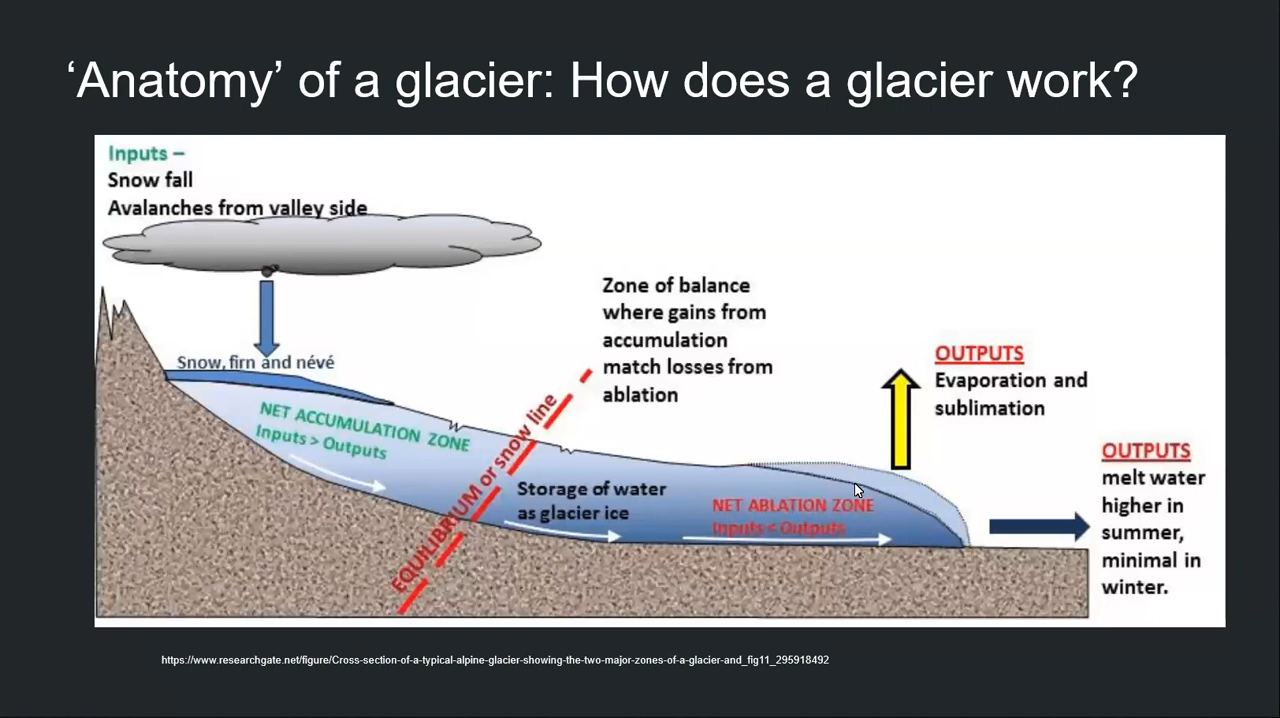 ‘Anatomy’ of a glacier: How does a glacier work?
Inputs –
Snow fall
Avalanches from valley side
Zone of balance
where gains from
accumulation
match losses from
ablation
Snow, firn and névé
NET ACCUMULATION ZONE
Inputs > Outputs
EQUILIBRIUM or snow line
Storage of water
as glacier ice
NET ABLATION ZONE
Inputs < Outputs
OUTPUTS
Evaporation and
sublimation
OUTPUTS
melt water
higher in
summer,
minimal in
winter.
https://www.researchgate.net/figure/Cross-section-of-a-typical-alpine-glacier-showing-the-two-major-zones-of-a-glacier-and_fig11_295918492